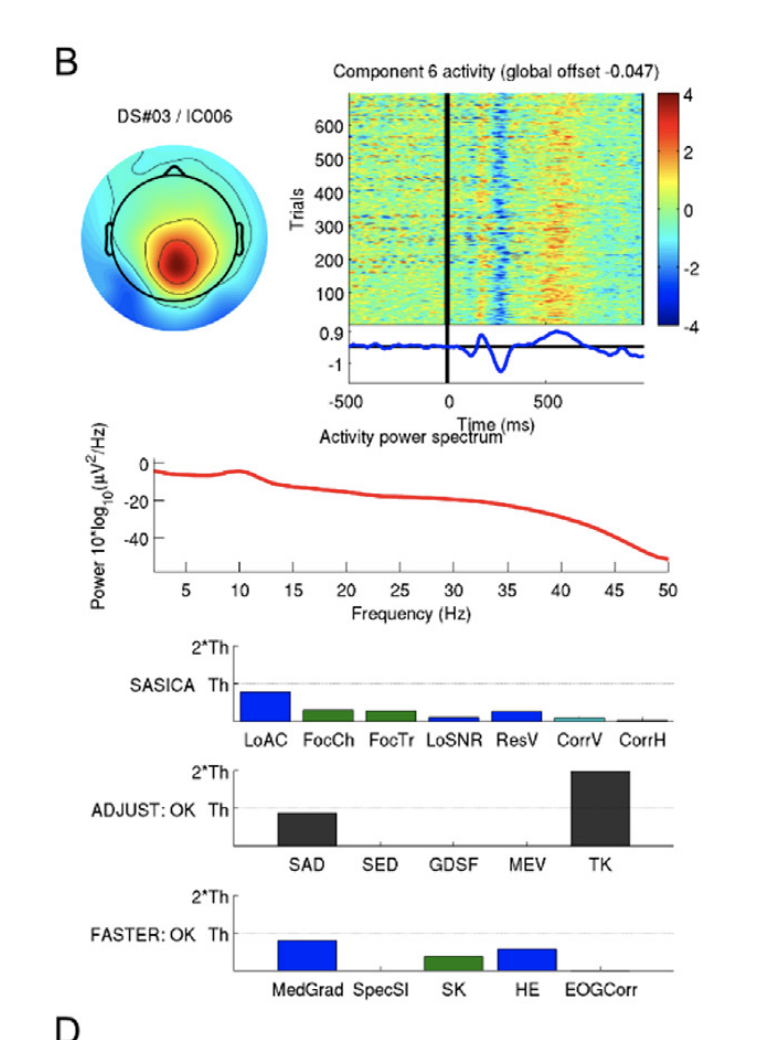 B
Component 6 activity (global offset -0.047)
DS#03 / IC006
Trials
600
500
400
300
200
100
4
2
0
-2
-4
0.9
-1
-500 0 500
Time (ms)
Activity power spectrum
Power 10*log10(μV2/Hz)
0
-20
-40
5 10 15 20 25 30 35 40 45 50
Frequency (Hz)
2*Th
SASICA Th
LoAC FocCh FocTr LoSNR ResV CorrV CorrH
2*Th
ADJUST: OK Th
SAD SED GDSF MEV TK
2*Th
FASTER: OK Th
MedGrad SpecSl SK HE EOGCorr
D